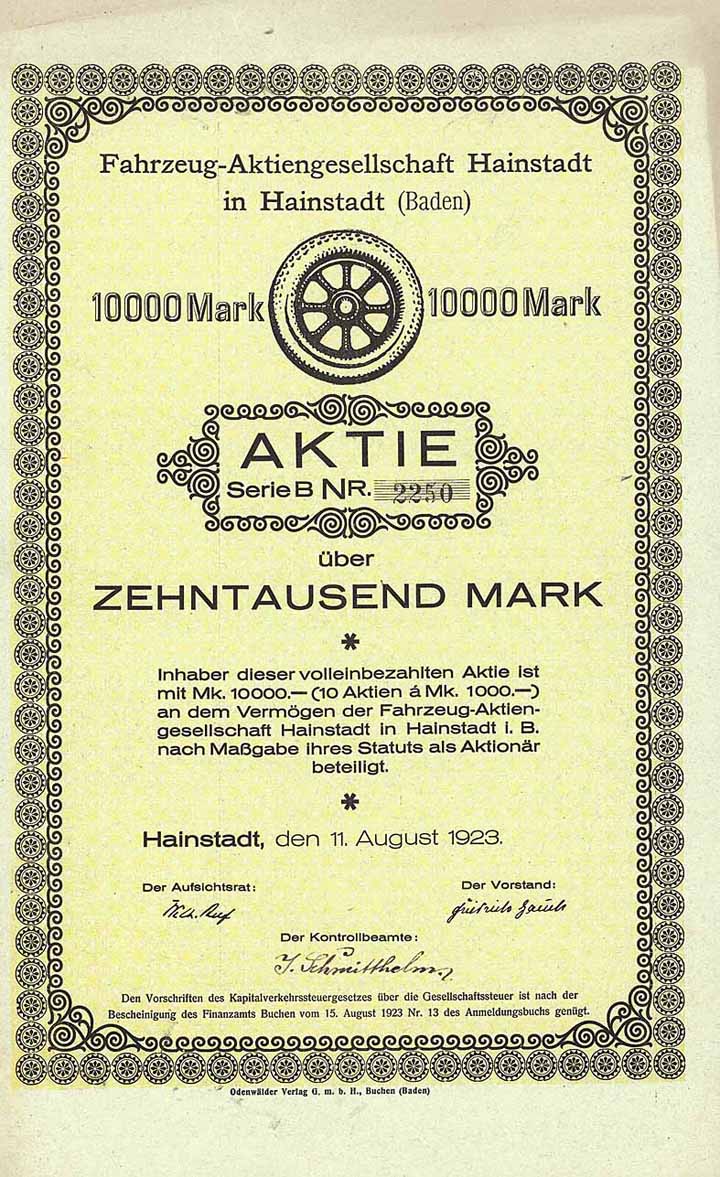 Fahrzeug-Aktiengesellschaft Hainstadt
in Hainstadt (Baden)
10000 Mark 10000 Mark
AKTIE
Serie B NR. 2250
über
ZEHNTAUSEND MARK
*
Inhaber dieser volleinbezahlten Aktie ist
mit Mk. 10000.— (10 Aktien á Mk. 1000.—)
an dem Vermögen der Fahrzeug-Aktien-
gesellschaft Hainstadt in Hainstadt i. B.
nach Maßgabe ihres Statuts als Aktionär
beteiligt.
*
Hainstadt, den 11. August 1923.
Der Aufsichtsrat: Der Vorstand:
Friedrich
Der Kontrollbeamte:
J. Schmitthelm
Den Vorschriften des Kapitalverkehrssteuergesetzes über die Gesellschaftssteuer ist nach der
Bescheinigung des Finanzamts Buchen vom 15. August 1923 Nr. 13 des Anmeldungsbuchs genügt.
Odenwälder Verlag G. m. b. H., Buchen (Baden)